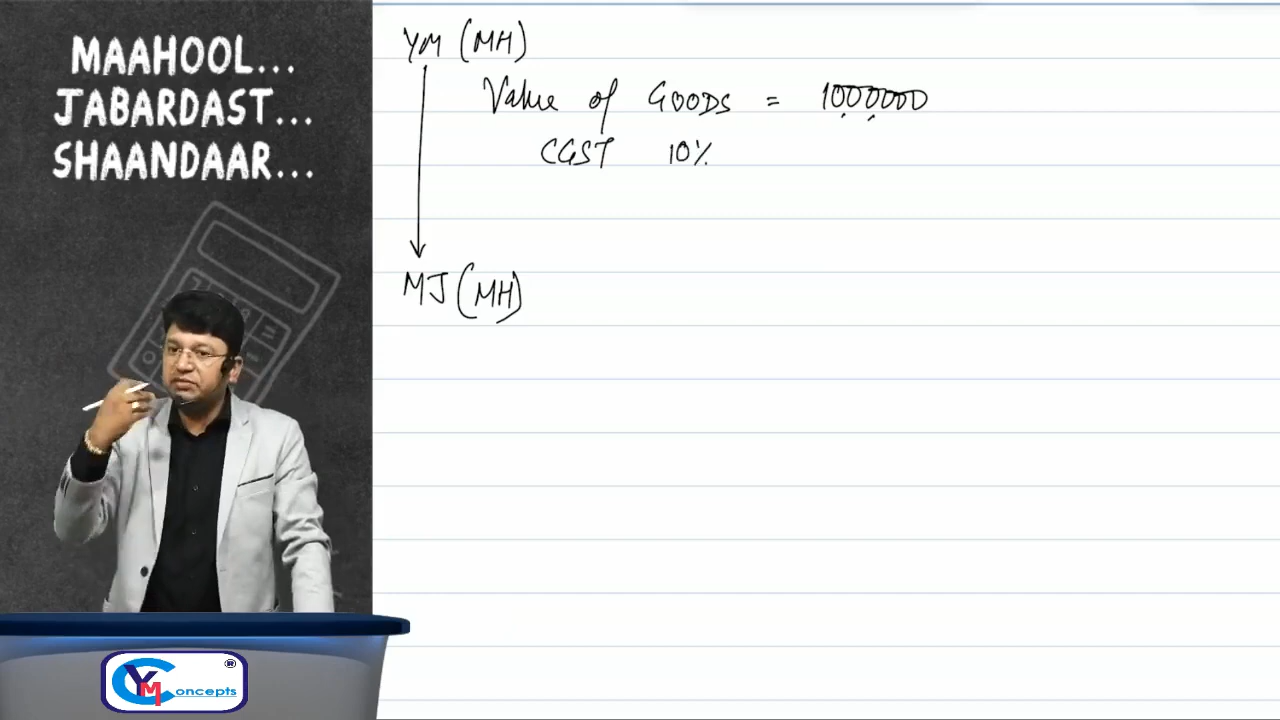 MAAHOOL...
JABARDAST...
SHAANDAAR...
YM (MH)
Value of GOODS = 1000000
CGST 10%
MJ (MH)
YM Concepts ®